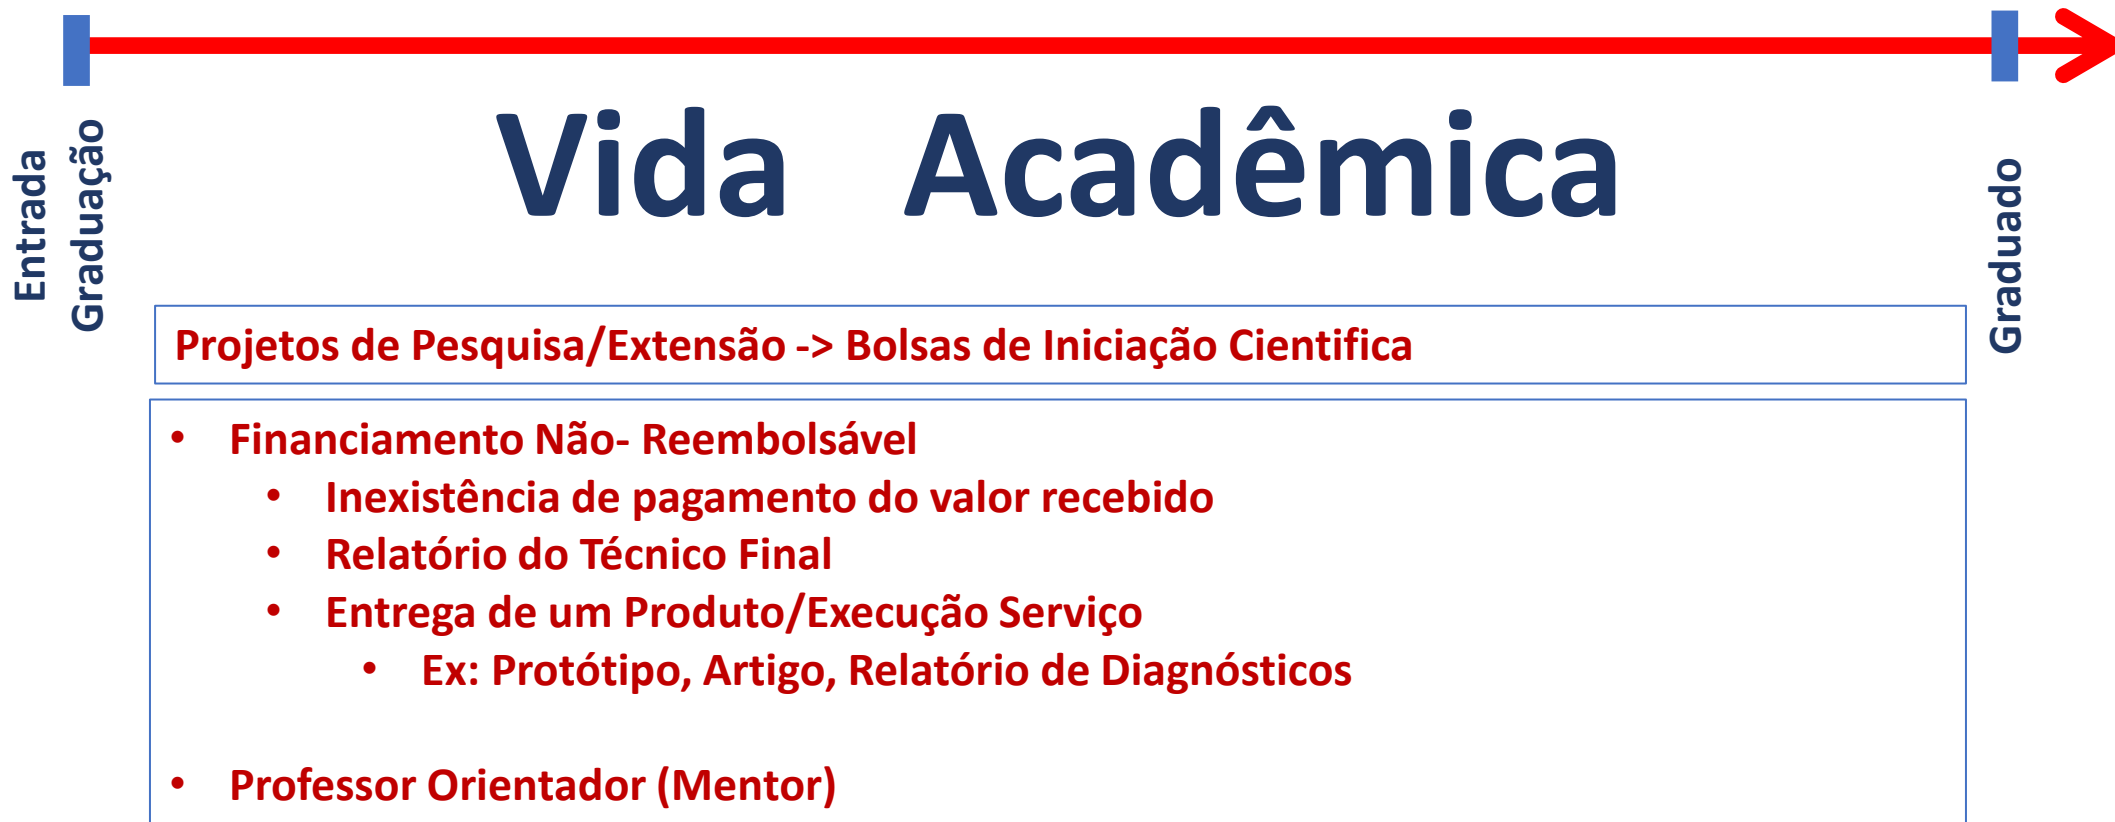 Entrada
Graduação
Vida Acadêmica
Graduado
Projetos de Pesquisa/Extensão -> Bolsas de Iniciação Cientifica
• Financiamento Não- Reembolsável
• Inexistência de pagamento do valor recebido
• Relatório do Técnico Final
• Entrega de um Produto/Execução Serviço
• Ex: Protótipo, Artigo, Relatório de Diagnósticos
• Professor Orientador (Mentor)